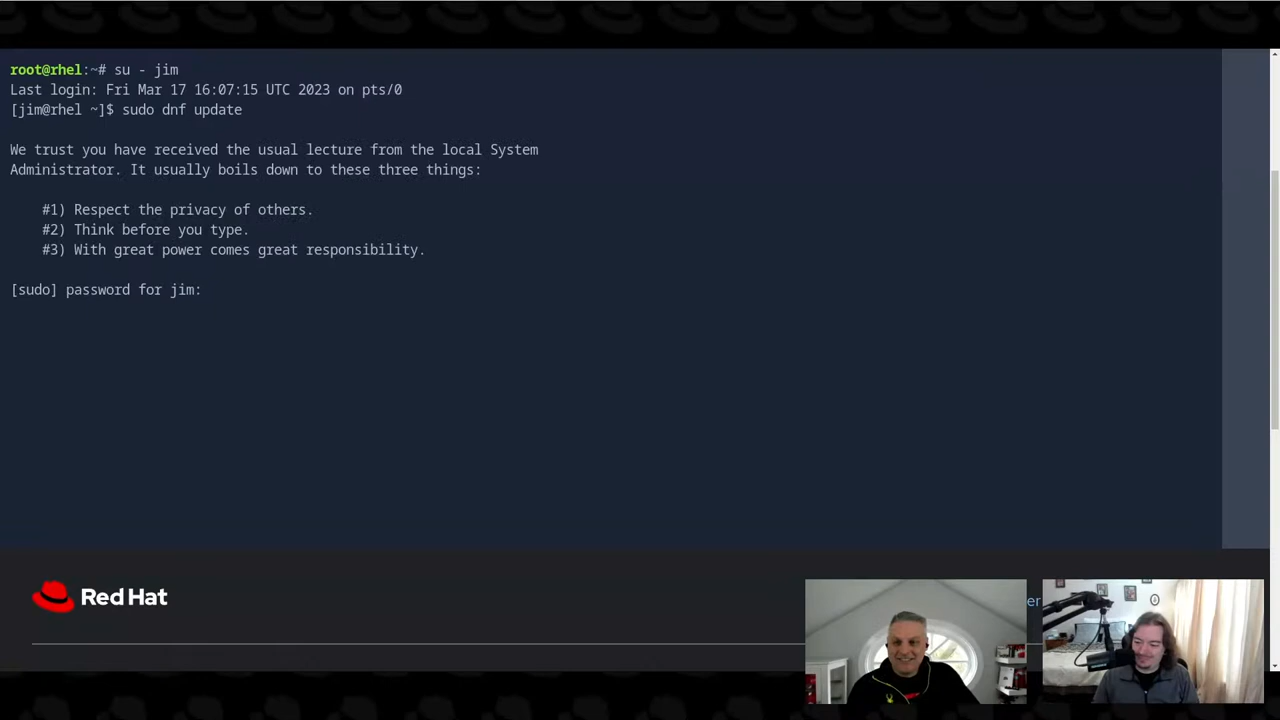 root@rhel:~# su - jim
Last login: Fri Mar 17 16:07:15 UTC 2023 on pts/0
[jim@rhel ~]$ sudo dnf update
We trust you have received the usual lecture from the local System
Administrator. It usually boils down to these three things:
#1) Respect the privacy of others.
#2) Think before you type.
#3) With great power comes great responsibility.
[sudo] password for jim:
Red Hat
er